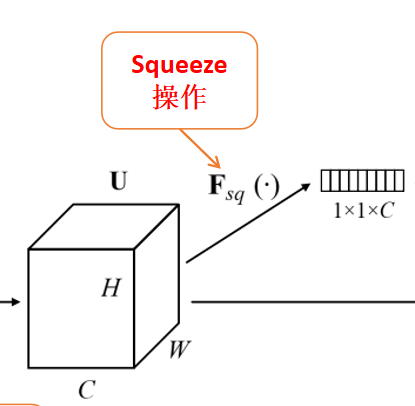 Squeeze
操作
U
F_sq (·)
1×1×C
H
W
C